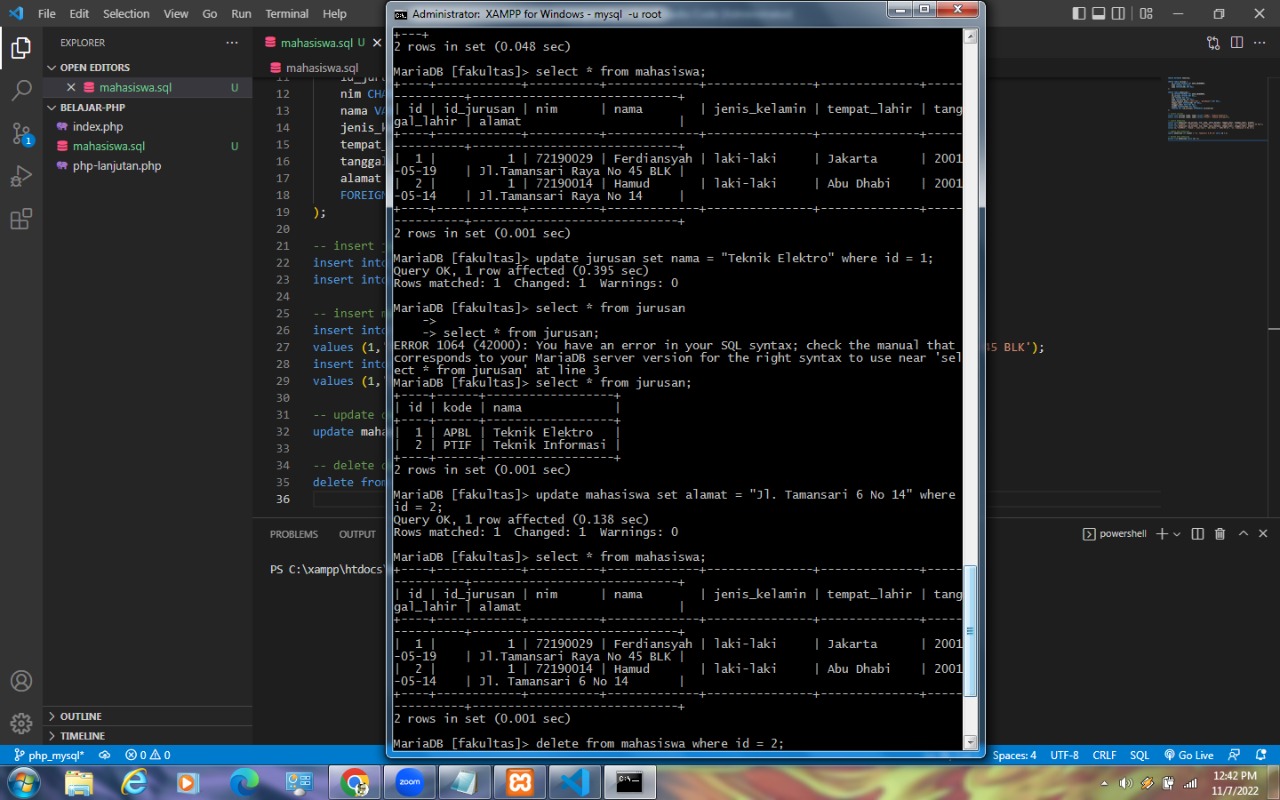 File Edit Selection View Go Run Terminal Help
Administrator: XAMPP for Windows - mysql -u root
EXPLORER
OPEN EDITORS
mahasiswa.sql U
BELAJAR-PHP
index.php
mahasiswa.sql U
php-lanjutan.php
OUTLINE
TIMELINE
mahasiswa.sql U
mahasiswa.sql
12 nim CHA
13 nama VA
14 jenis_k
15 tempat_
16 tanggal
17 alamat
18 FOREIGN
19 );
20
21 -- insert j
22 insert into
23 insert into
24
25 -- insert m
26 insert into
27 values (1,'
45 BLK');
28 insert into
29 values (1,'
30
31 -- update d
32 update maha
33
34 -- delete d
35 delete from
36
PROBLEMS OUTPUT
powershell
PS C:\xampp\htdocs\
+---+
2 rows in set (0.048 sec)
MariaDB [fakultas]> select * from mahasiswa;
+----+------------+----------+-------------+---------------+--------------+----
----------+------------------------------+
| id | id_jurusan | nim | nama | jenis_kelamin | tempat_lahir | tang
gal_lahir | alamat |
+----+------------+----------+-------------+---------------+--------------+----
----------+------------------------------+
| 1 | 1 | 72190029 | Ferdiansyah | laki-laki | Jakarta | 2001
-05-19 | Jl.Tamansari Raya No 45 BLK |
| 2 | 1 | 72190014 | Hamud | laki-laki | Abu Dhabi | 2001
-05-14 | Jl.Tamansari Raya No 14 |
+----+------------+----------+-------------+---------------+--------------+----
----------+------------------------------+
2 rows in set (0.001 sec)
MariaDB [fakultas]> update jurusan set nama = "Teknik Elektro" where id = 1;
Query OK, 1 row affected (0.395 sec)
Rows matched: 1 Changed: 1 Warnings: 0
MariaDB [fakultas]> select * from jurusan
->
-> select * from jurusan;
ERROR 1064 (42000): You have an error in your SQL syntax; check the manual that
corresponds to your MariaDB server version for the right syntax to use near 'sel
ect * from jurusan' at line 3
MariaDB [fakultas]> select * from jurusan;
+----+------+------------------+
| id | kode | nama |
+----+------+------------------+
| 1 | APBL | Teknik Elektro |
| 2 | PTIF | Teknik Informasi |
+----+------+------------------+
2 rows in set (0.001 sec)
MariaDB [fakultas]> update mahasiswa set alamat = "Jl. Tamansari 6 No 14" where
id = 2;
Query OK, 1 row affected (0.138 sec)
Rows matched: 1 Changed: 1 Warnings: 0
MariaDB [fakultas]> select * from mahasiswa;
+----+------------+----------+-------------+---------------+--------------+----
----------+------------------------------+
| id | id_jurusan | nim | nama | jenis_kelamin | tempat_lahir | tang
gal_lahir | alamat |
+----+------------+----------+-------------+---------------+--------------+----
----------+------------------------------+
| 1 | 1 | 72190029 | Ferdiansyah | laki-laki | Jakarta | 2001
-05-19 | Jl.Tamansari Raya No 45 BLK |
| 2 | 1 | 72190014 | Hamud | laki-laki | Abu Dhabi | 2001
-05-14 | Jl. Tamansari 6 No 14 |
+----+------------+----------+-------------+---------------+--------------+----
----------+------------------------------+
2 rows in set (0.001 sec)
MariaDB [fakultas]> delete from mahasiswa where id = 2;
php_mysql* 0 0
Spaces: 4 UTF-8 CRLF SQL Go Live
zoom
12:42 PM
11/7/2022